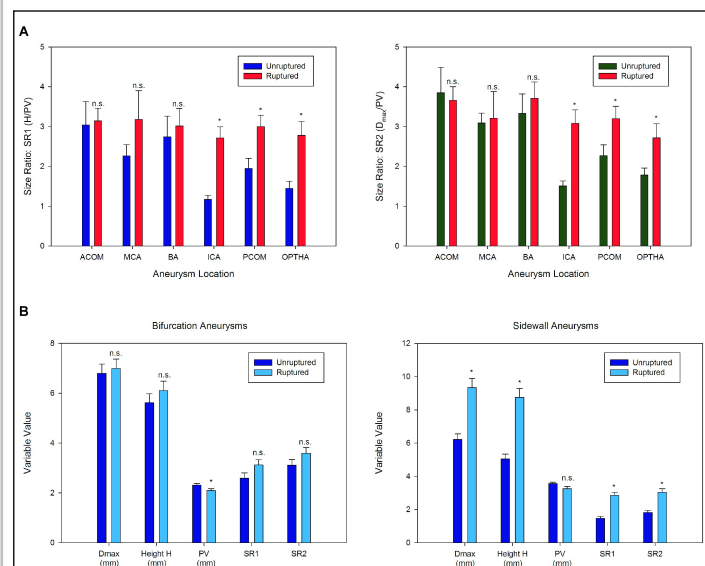 A
5
4
3
2
1
0
Size Ratio: SR1 (H/PV)
Unruptured
Ruptured
n.s.
n.s.
n.s.
*
*
*
ACOM MCA BA ICA PCOM OPTHA
Aneurysm Location
5
4
3
2
1
0
Size Ratio: SR2 (Dmax/PV)
Unruptured
Ruptured
n.s.
n.s.
n.s.
*
*
*
ACOM MCA BA ICA PCOM OPTHA
Aneurysm Location
B
Bifurcation Aneurysms
8
6
4
2
0
Variable Value
Unruptured
Ruptured
n.s.
n.s.
*
n.s.
n.s.
Dmax Height H PV SR1 SR2
(mm) (mm) (mm)
Sidewall Aneurysms
12
10
8
6
4
2
0
Variable Value
Unruptured
Ruptured
*
*
n.s.
*
*
Dmax Height H PV SR1 SR2
(mm) (mm) (mm)